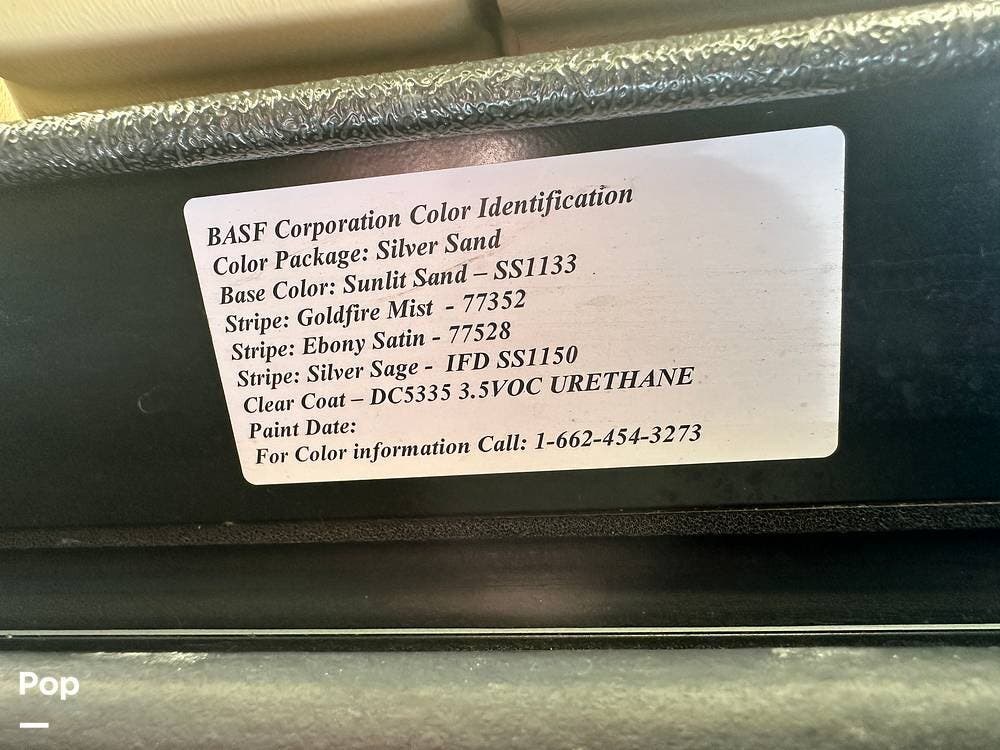 BASF Corporation Color Identification
Color Package: Silver Sand
Base Color: Sunlit Sand – SS1133
Stripe: Goldfire Mist - 77352
Stripe: Ebony Satin - 77528
Stripe: Silver Sage - IFD SS1150
Clear Coat – DC5335 3.5VOC URETHANE
Paint Date:
For Color information Call: 1-662-454-3273
Pop